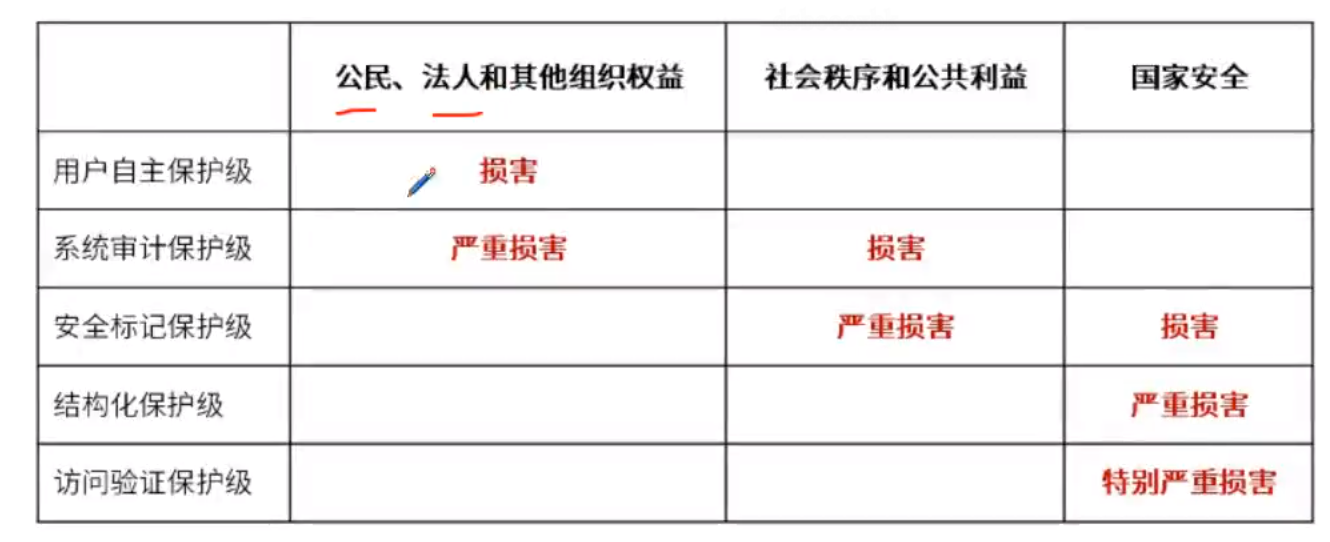 公民、法人和其他组织权益 社会秩序和公共利益 国家安全
用户自主保护级 损害
系统审计保护级 严重损害 损害
安全标记保护级 严重损害 损害
结构化保护级 严重损害
访问验证保护级 特别严重损害